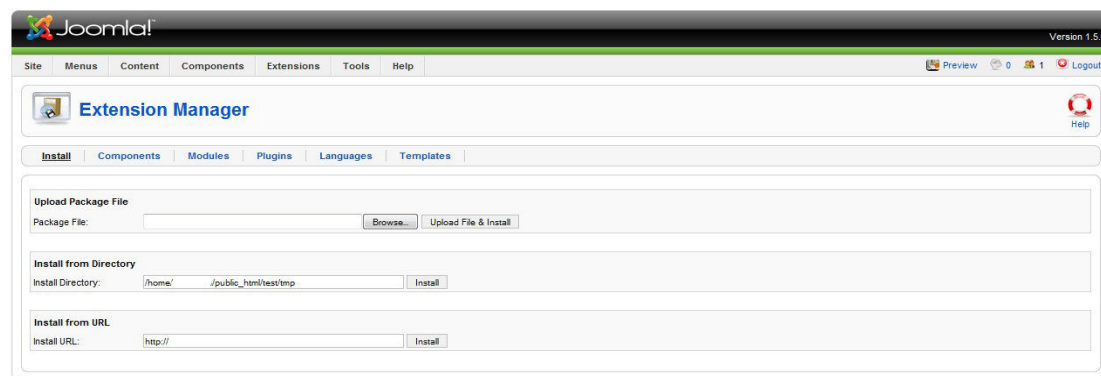 Joomla!
Version 1.5.
Site Menus Content Components Extensions Tools Help Preview 0 1 Logout
Extension Manager
Help
Install Components Modules Plugins Languages Templates
Upload Package File
Package File: Browse... Upload File & Install
Install from Directory
Install Directory: /home/ ./public_html/test/tmp Install
Install from URL
Install URL: http:// Install